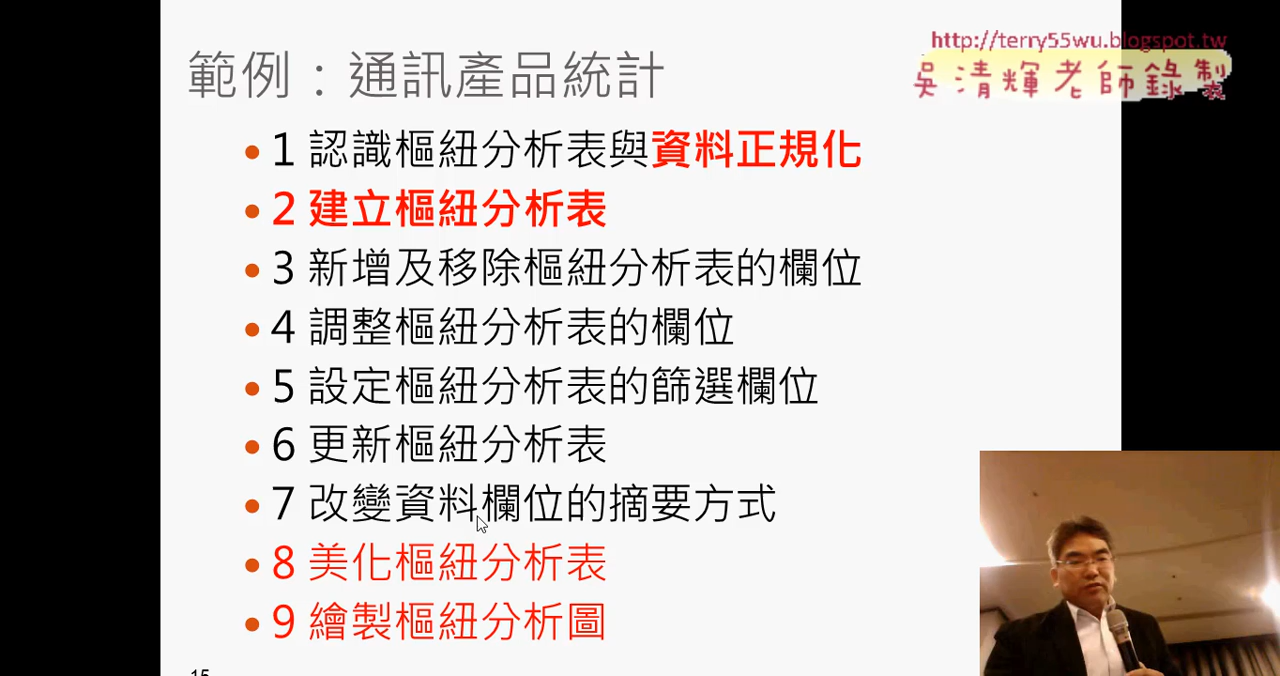 http://terry55wu.blogspot.tw
吳清輝老師錄製
範例：通訊產品統計
• 1 認識樞紐分析表與資料正規化
• 2 建立樞紐分析表
• 3 新增及移除樞紐分析表的欄位
• 4 調整樞紐分析表的欄位
• 5 設定樞紐分析表的篩選欄位
• 6 更新樞紐分析表
• 7 改變資料欄位的摘要方式
• 8 美化樞紐分析表
• 9 繪製樞紐分析圖
15